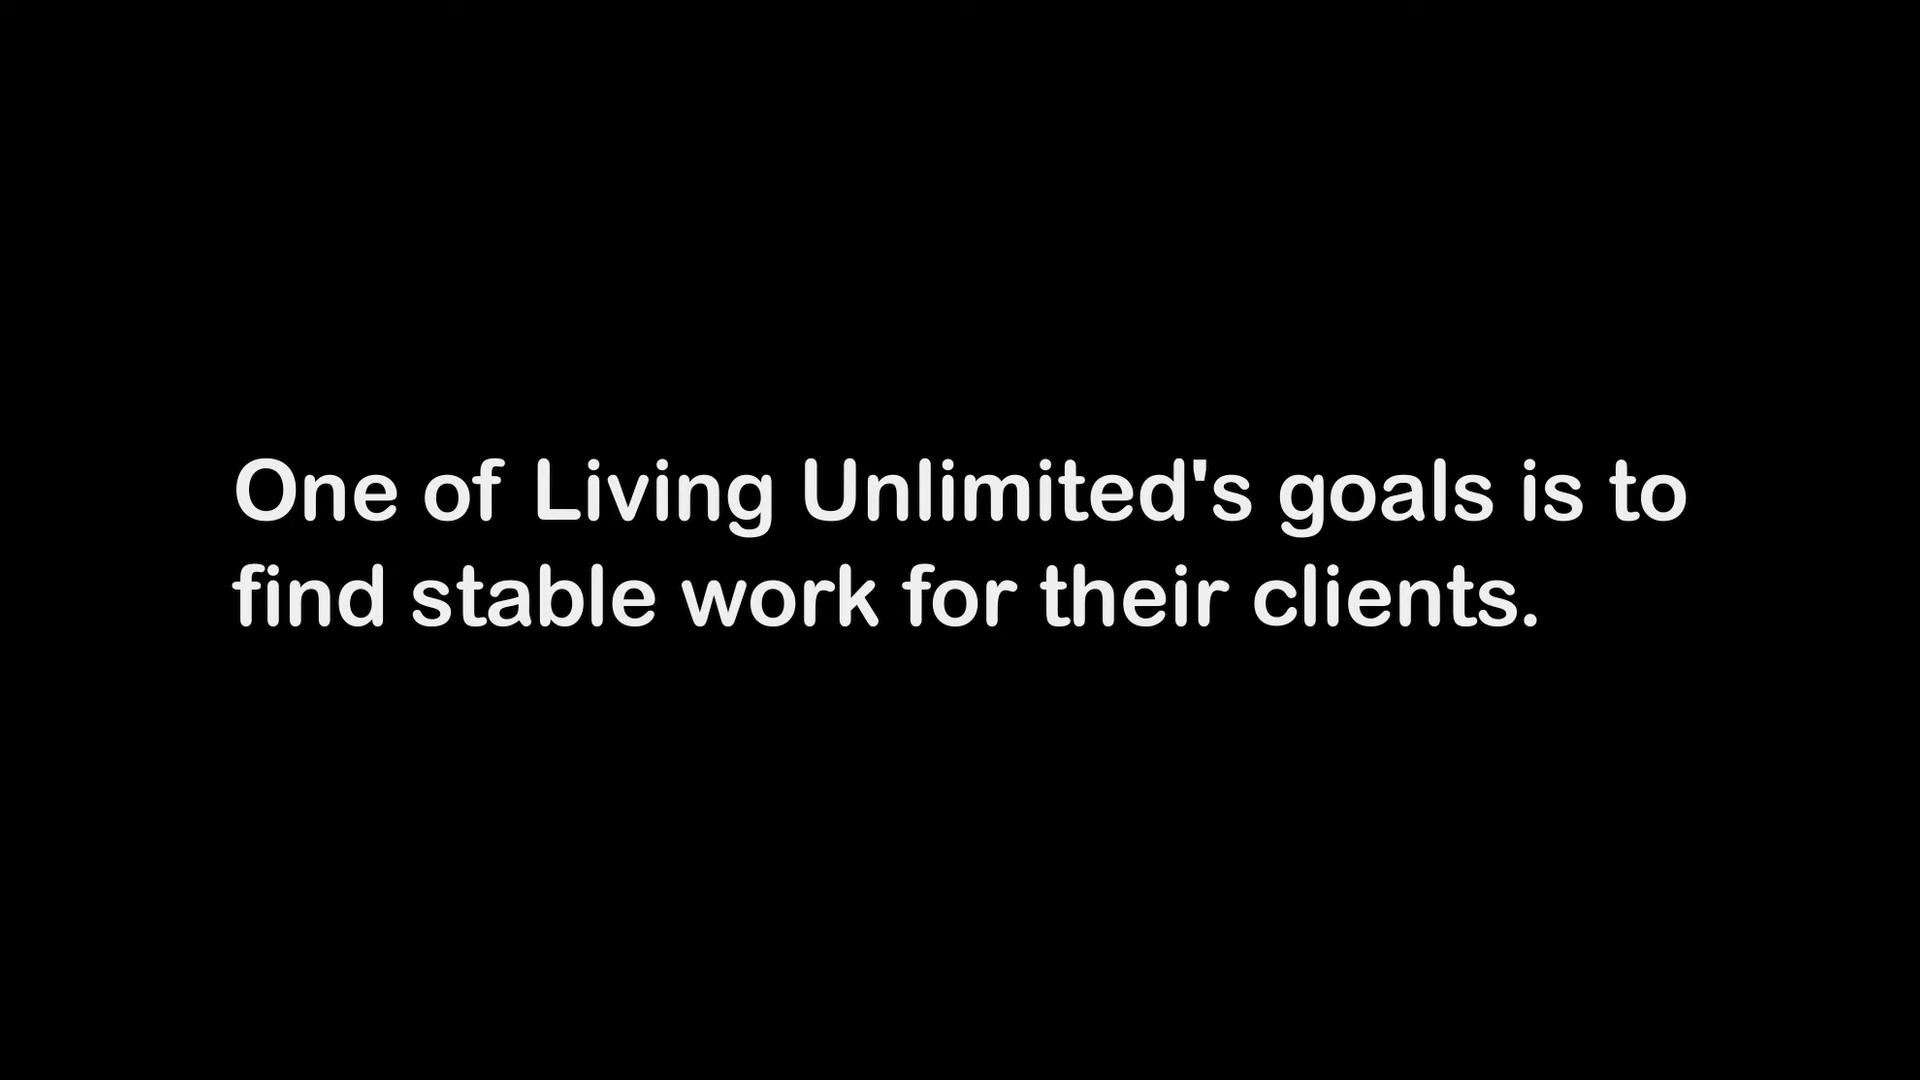 One of Living Unlimited's goals is to
find stable work for their clients.